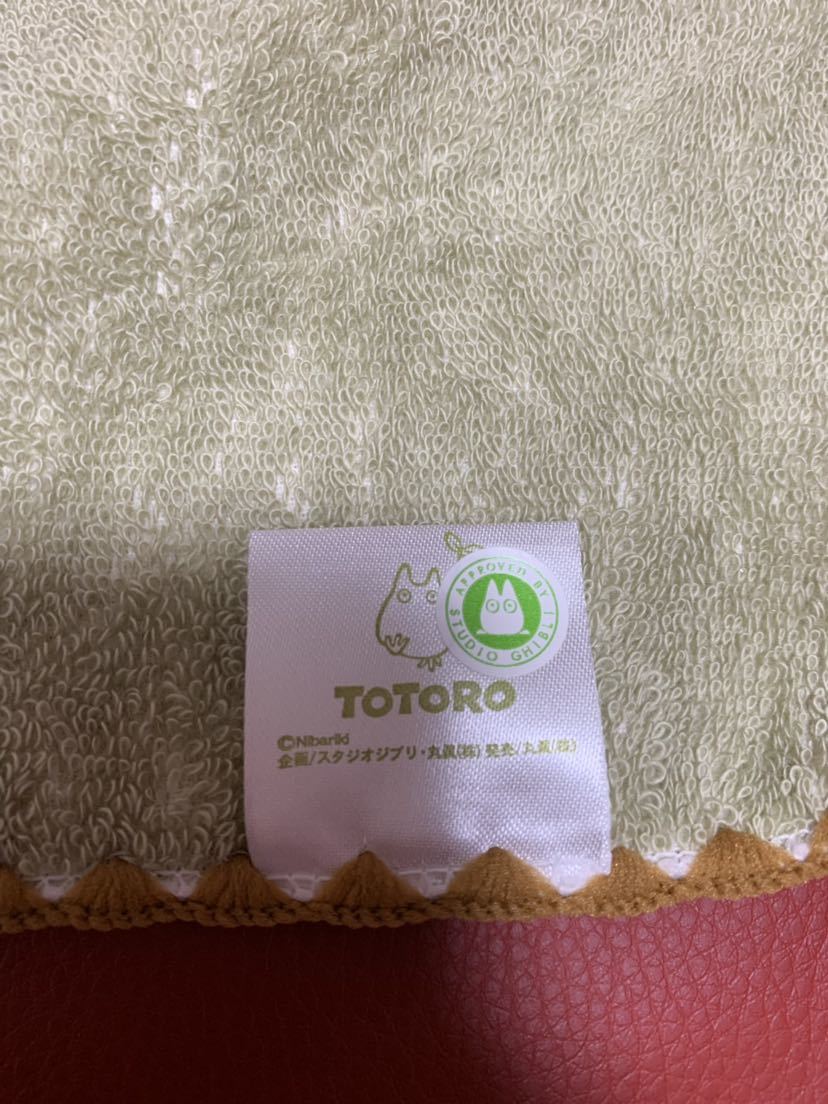 APPROVED BY
STUDIO GHIBLI
TOTORO
©Nibariki
企画/スタジオジブリ・丸眞(株) 発売/丸眞(株)